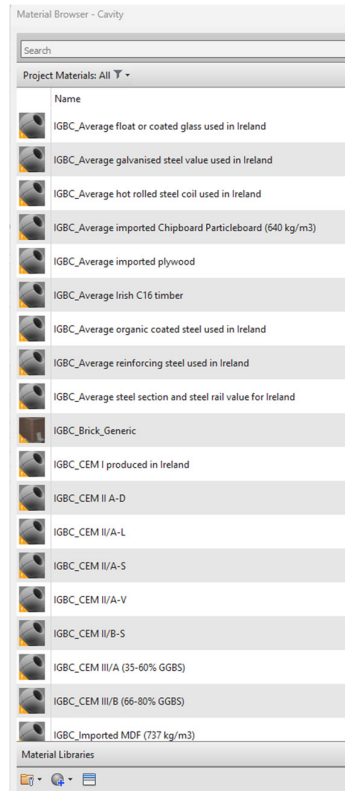 Material Browser - Cavity
Search
Project Materials: All
Name
IGBC_Average float or coated glass used in Ireland
IGBC_Average galvanised steel value used in Ireland
IGBC_Average hot rolled steel coil used in Ireland
IGBC_Average imported Chipboard Particleboard (640 kg/m3)
IGBC_Average imported plywood
IGBC_Average Irish C16 timber
IGBC_Average organic coated steel used in Ireland
IGBC_Average reinforcing steel used in Ireland
IGBC_Average steel section and steel rail value for Ireland
IGBC_Brick_Generic
IGBC_CEM I produced in Ireland
IGBC_CEM II A-D
IGBC_CEM II/A-L
IGBC_CEM II/A-S
IGBC_CEM II/A-V
IGBC_CEM II/B-S
IGBC_CEM III/A (35-60% GGBS)
IGBC_CEM III/B (66-80% GGBS)
IGBC_Imported MDF (737 kg/m3)
Material Libraries